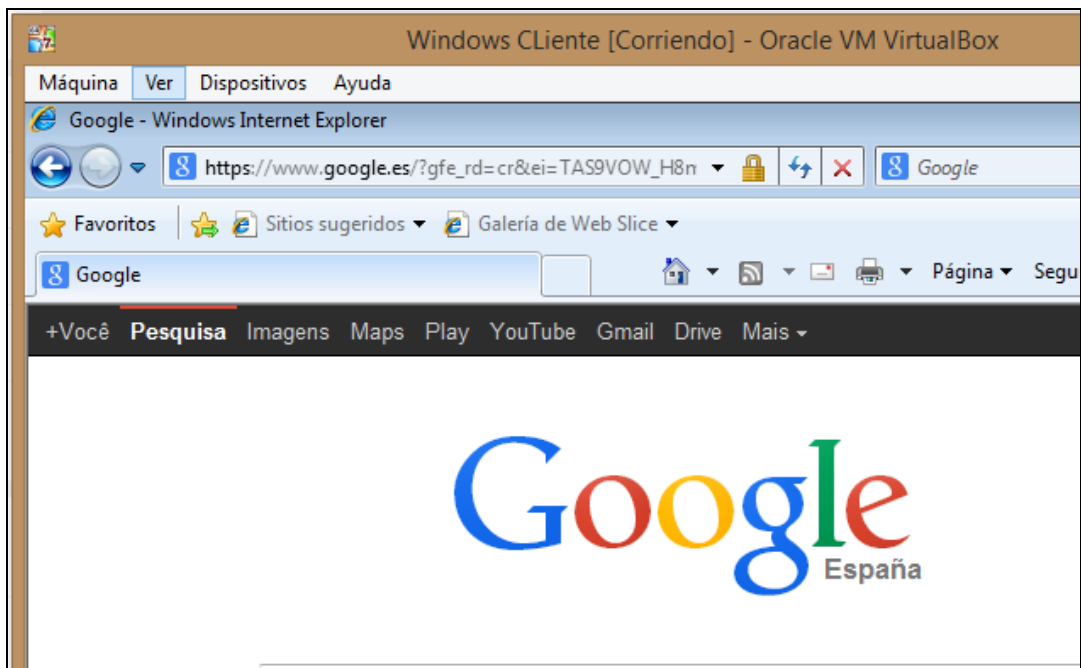 Windows CLiente [Corriendo] - Oracle VM VirtualBox
Máquina Ver Dispositivos Ayuda
Google - Windows Internet Explorer
https://www.google.es/?gfe_rd=cr&ei=TAS9VOW_H8m Google
Favoritos Sitios sugeridos Galería de Web Slice
Google Página Segu
+Você Pesquisa Imagens Maps Play YouTube Gmail Drive Mais
Google
España